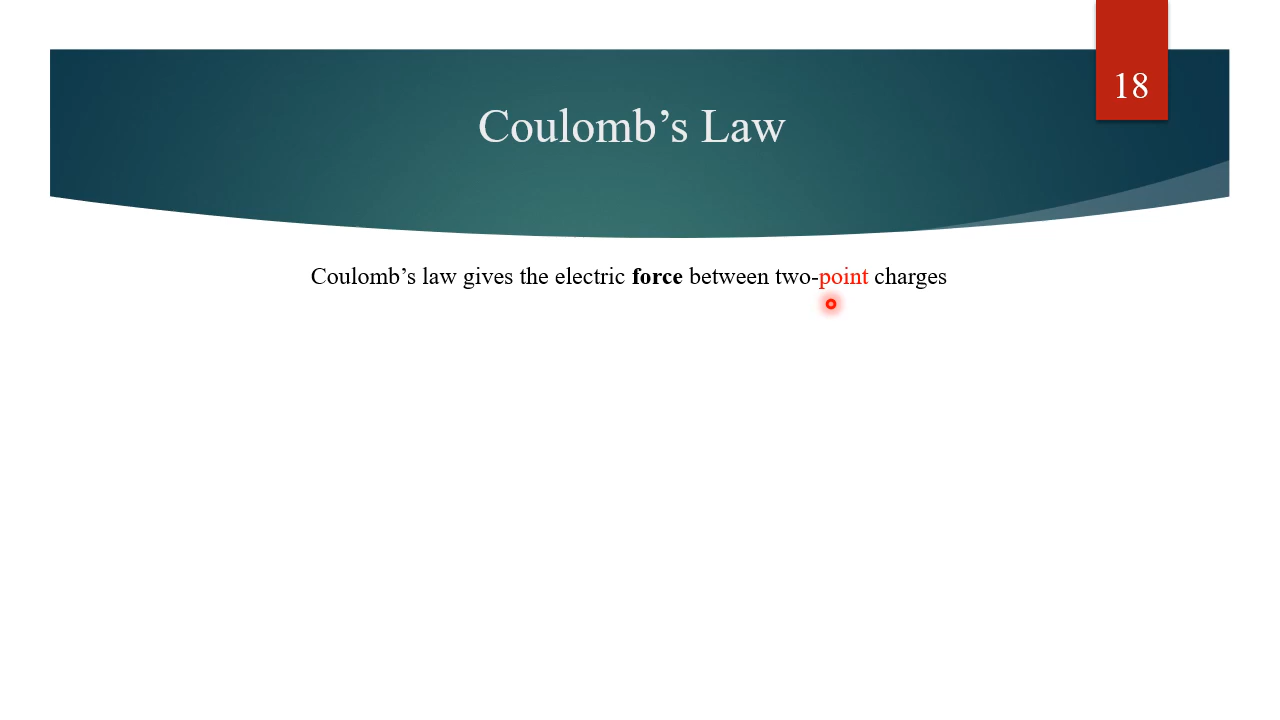 18
Coulomb’s Law
Coulomb’s law gives the electric force between two-point charges